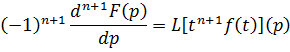 (-1)^{n+1} \frac{d^{n+1}F(p)}{dp} = L[t^{n+1}f(t)](p)